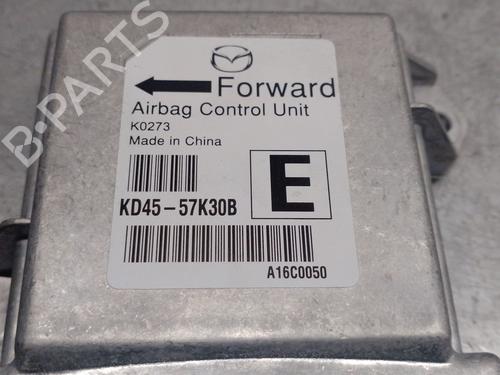 B-PARTS
Forward
Airbag Control Unit
K0273
Made in China
E
KD45-57K30B
A16C0050